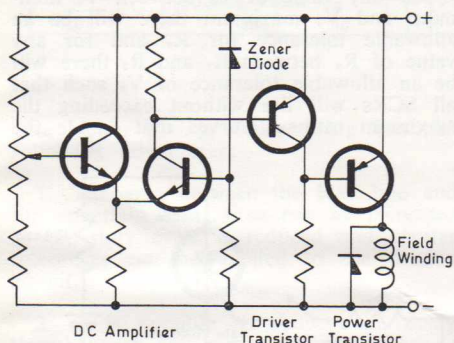 +
Zener
Diode
Field
Winding
−
DC Amplifier
Driver
Transistor
Power
Transistor